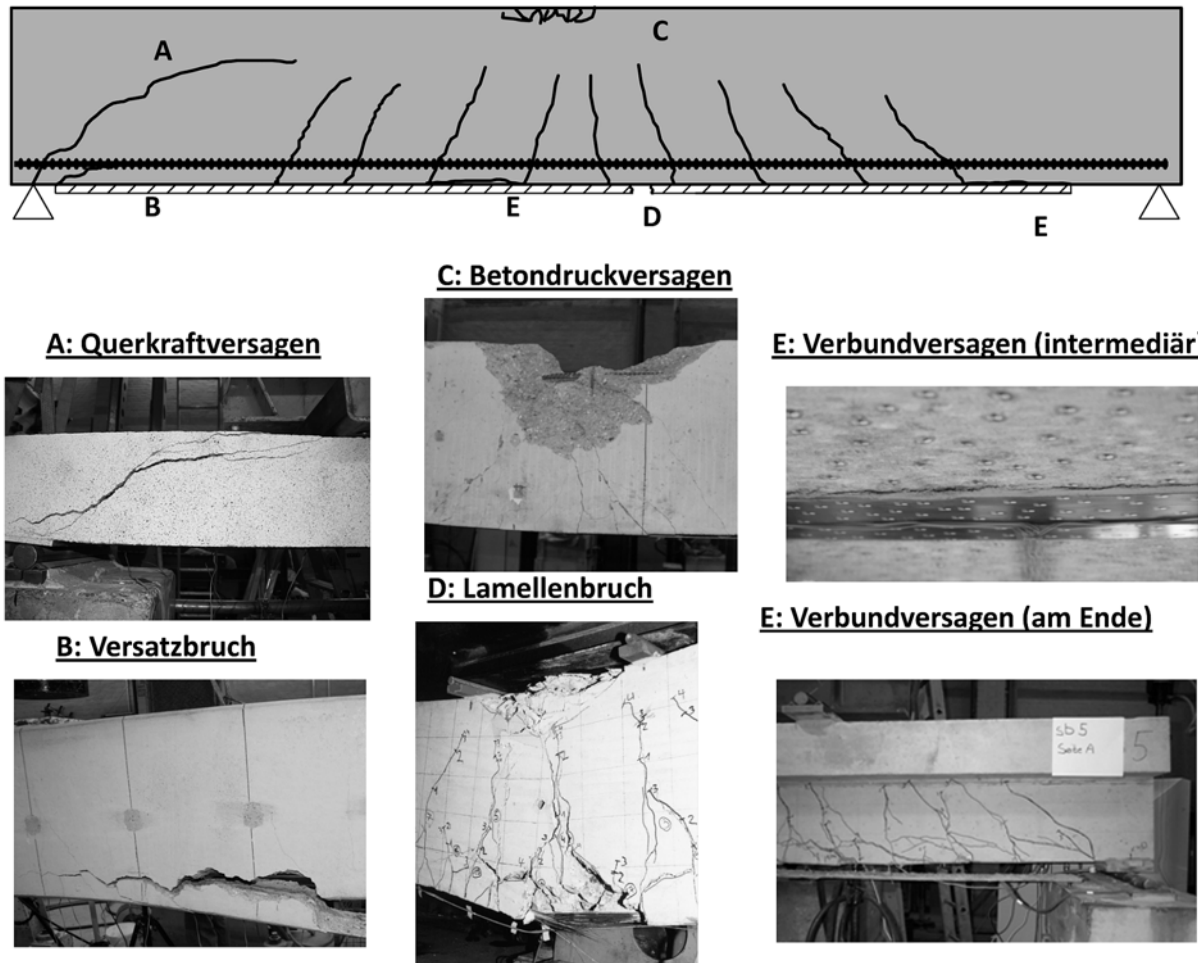 A
C
B
E
D
E
C: Betondruckversagen
A: Querkraftversagen
E: Verbundversagen (intermediär)
D: Lamellenbruch
E: Verbundversagen (am Ende)
B: Versatzbruch
sb 5
Seite A
5